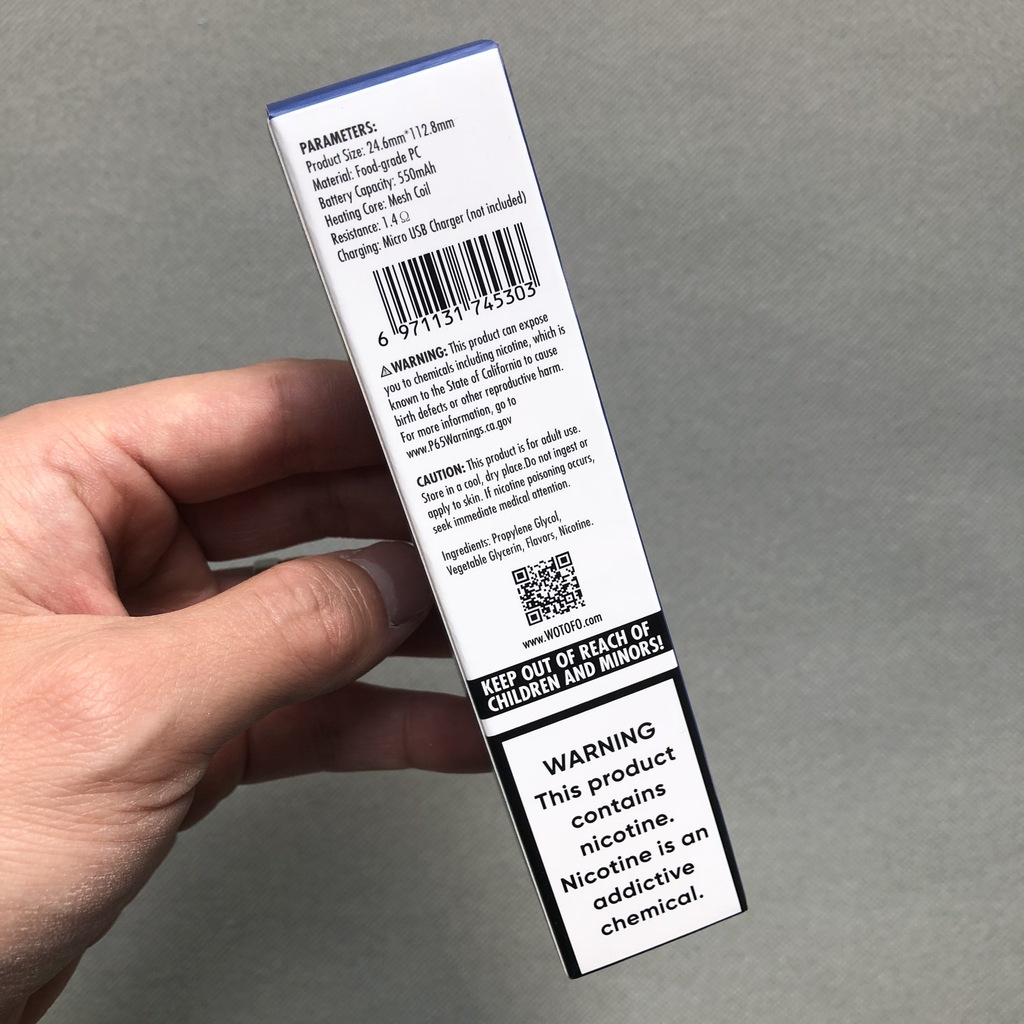 PARAMETERS:
Product Size: 24.6mm*112.8mm
Material: Food-grade PC
Battery Capacity: 550mAh
Heating Core: Mesh Coil
Resistance: 1.4 Ω
Charging: Micro USB Charger (not included)
6 971131 745303
⚠WARNING: This product can expose
you to chemicals including nicotine, which is
known to the State of California to cause
birth defects or other reproductive harm.
For more information, go to
www.P65Warnings.ca.gov
CAUTION: This product is for adult use.
Store in a cool, dry place.Do not ingest or
apply to skin. If nicotine poisoning occurs,
seek immediate medical attention.
Ingredients: Propylene Glycol,
Vegetable Glycerin, Flavors, Nicotine.
www.WOTOFO.com
KEEP OUT OF REACH OF
CHILDREN AND MINORS!
WARNING
This product
contains
nicotine.
Nicotine is an
addictive
chemical.